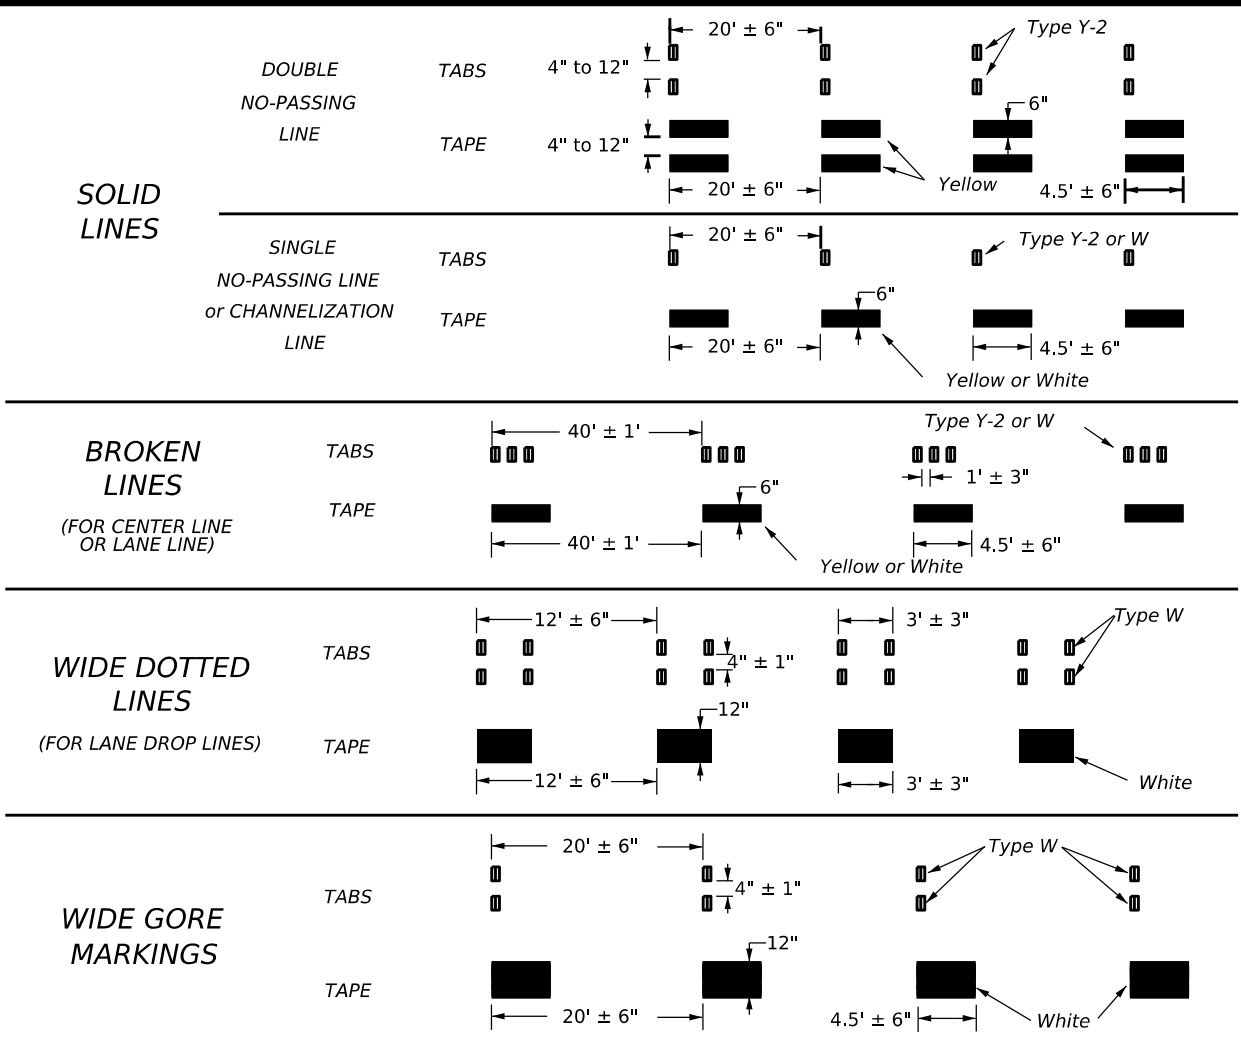 SOLID
LINES
DOUBLE
NO-PASSING
LINE
TABS
20' ± 6"
Type Y-2
4" to 12"
TAPE
4" to 12"
6"
Yellow
20' ± 6"
4.5' ± 6"
SINGLE
NO-PASSING LINE
or CHANNELIZATION
LINE
TABS
20' ± 6"
Type Y-2 or W
TAPE
6"
20' ± 6"
4.5' ± 6"
Yellow or White
BROKEN
LINES
(FOR CENTER LINE
OR LANE LINE)
TABS
40' ± 1'
Type Y-2 or W
1' ± 3"
TAPE
6"
40' ± 1'
4.5' ± 6"
Yellow or White
WIDE DOTTED
LINES
(FOR LANE DROP LINES)
TABS
12' ± 6"
3' ± 3"
Type W
4" ± 1"
TAPE
12"
12' ± 6"
3' ± 3"
White
WIDE GORE
MARKINGS
TABS
20' ± 6"
Type W
4" ± 1"
TAPE
12"
20' ± 6"
4.5' ± 6"
White